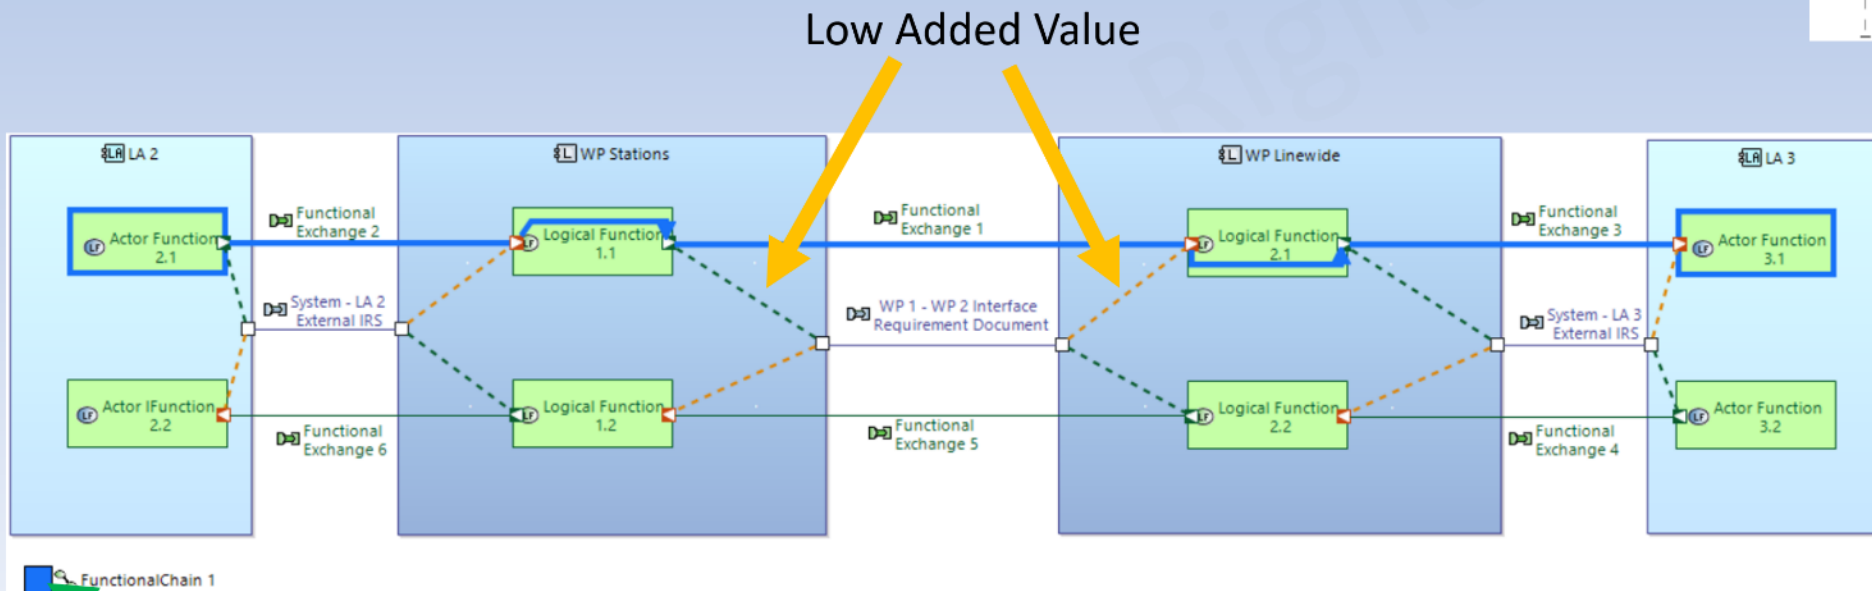 Low Added Value
LA 2
WP Stations
WP Linewide
LA 3
Functional
Exchange 2
Functional
Exchange 1
Functional
Exchange 3
Actor Function
2.1
Logical Function
1.1
Logical Function
2.1
Actor Function
3.1
System - LA 2
External IRS
WP 1 - WP 2 Interface
Requirement Document
System - LA 3
External IRS
Actor IFunction
2.2
Logical Function
1.2
Logical Function
2.2
Actor Function
3.2
Functional
Exchange 6
Functional
Exchange 5
Functional
Exchange 4
FunctionalChain 1